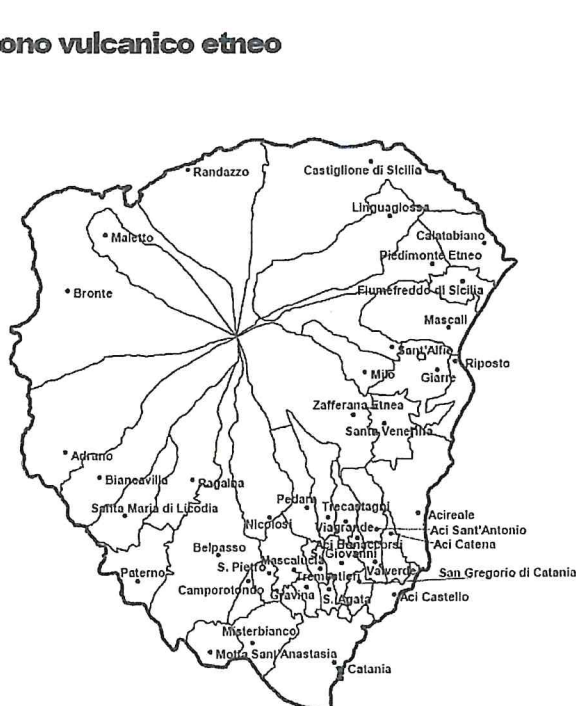 ono vulcanico etneo
Randazzo
Castiglione di Sicilia
Linguaglossa
Maletto
Calatabiano
Piedimonte Etneo
Bronte
Fiumefreddo di Sicilia
Mascali
Sant'Alfio
Riposto
Milo
Giarre
Zafferana Etnea
Santa Venerina
Adrano
Biancavilla
Ragalna
Pedara
Trecastagni
Santa Maria di Licodia
Nicolosi
Viagrande
Acireale
Aci Sant'Antonio
Aci Bonaccorsi
Aci Catena
Belpasso
S. Giovanni
S. Pietro
Mascalucia
Valverde
San Gregorio di Catania
Paterno
Tremestieri
Camporotondo
Gravina
S. Agata
Aci Castello
Misterbianco
Motta Sant'Anastasia
Catania